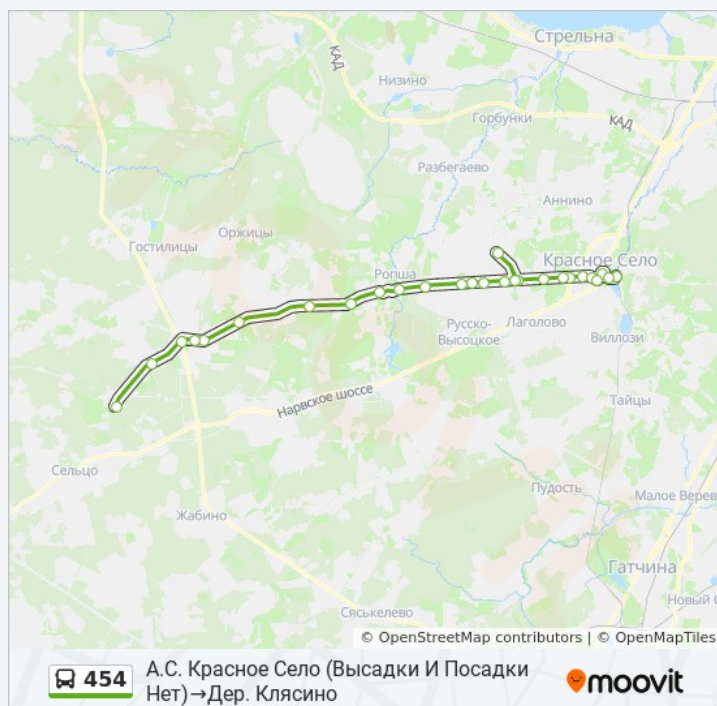 Стрельна
КАД
Низино
Горбунки
КАД
Разбегаево
Аннино
Оржицы
Гостилицы
Красное Село
Ропша
Русско-
Высоцкое
Лаголово
Виллози
Нарвское шоссе
Тайцы
Сельцо
Пудость
Малое Верев
Жабино
Гатчина
Новый С
Сяськелево
© OpenStreetMap contributors | © OpenMapTiles
454
А.С. Красное Село (Высадки И Посадки
Нет)→Дер. Клясино
moovit